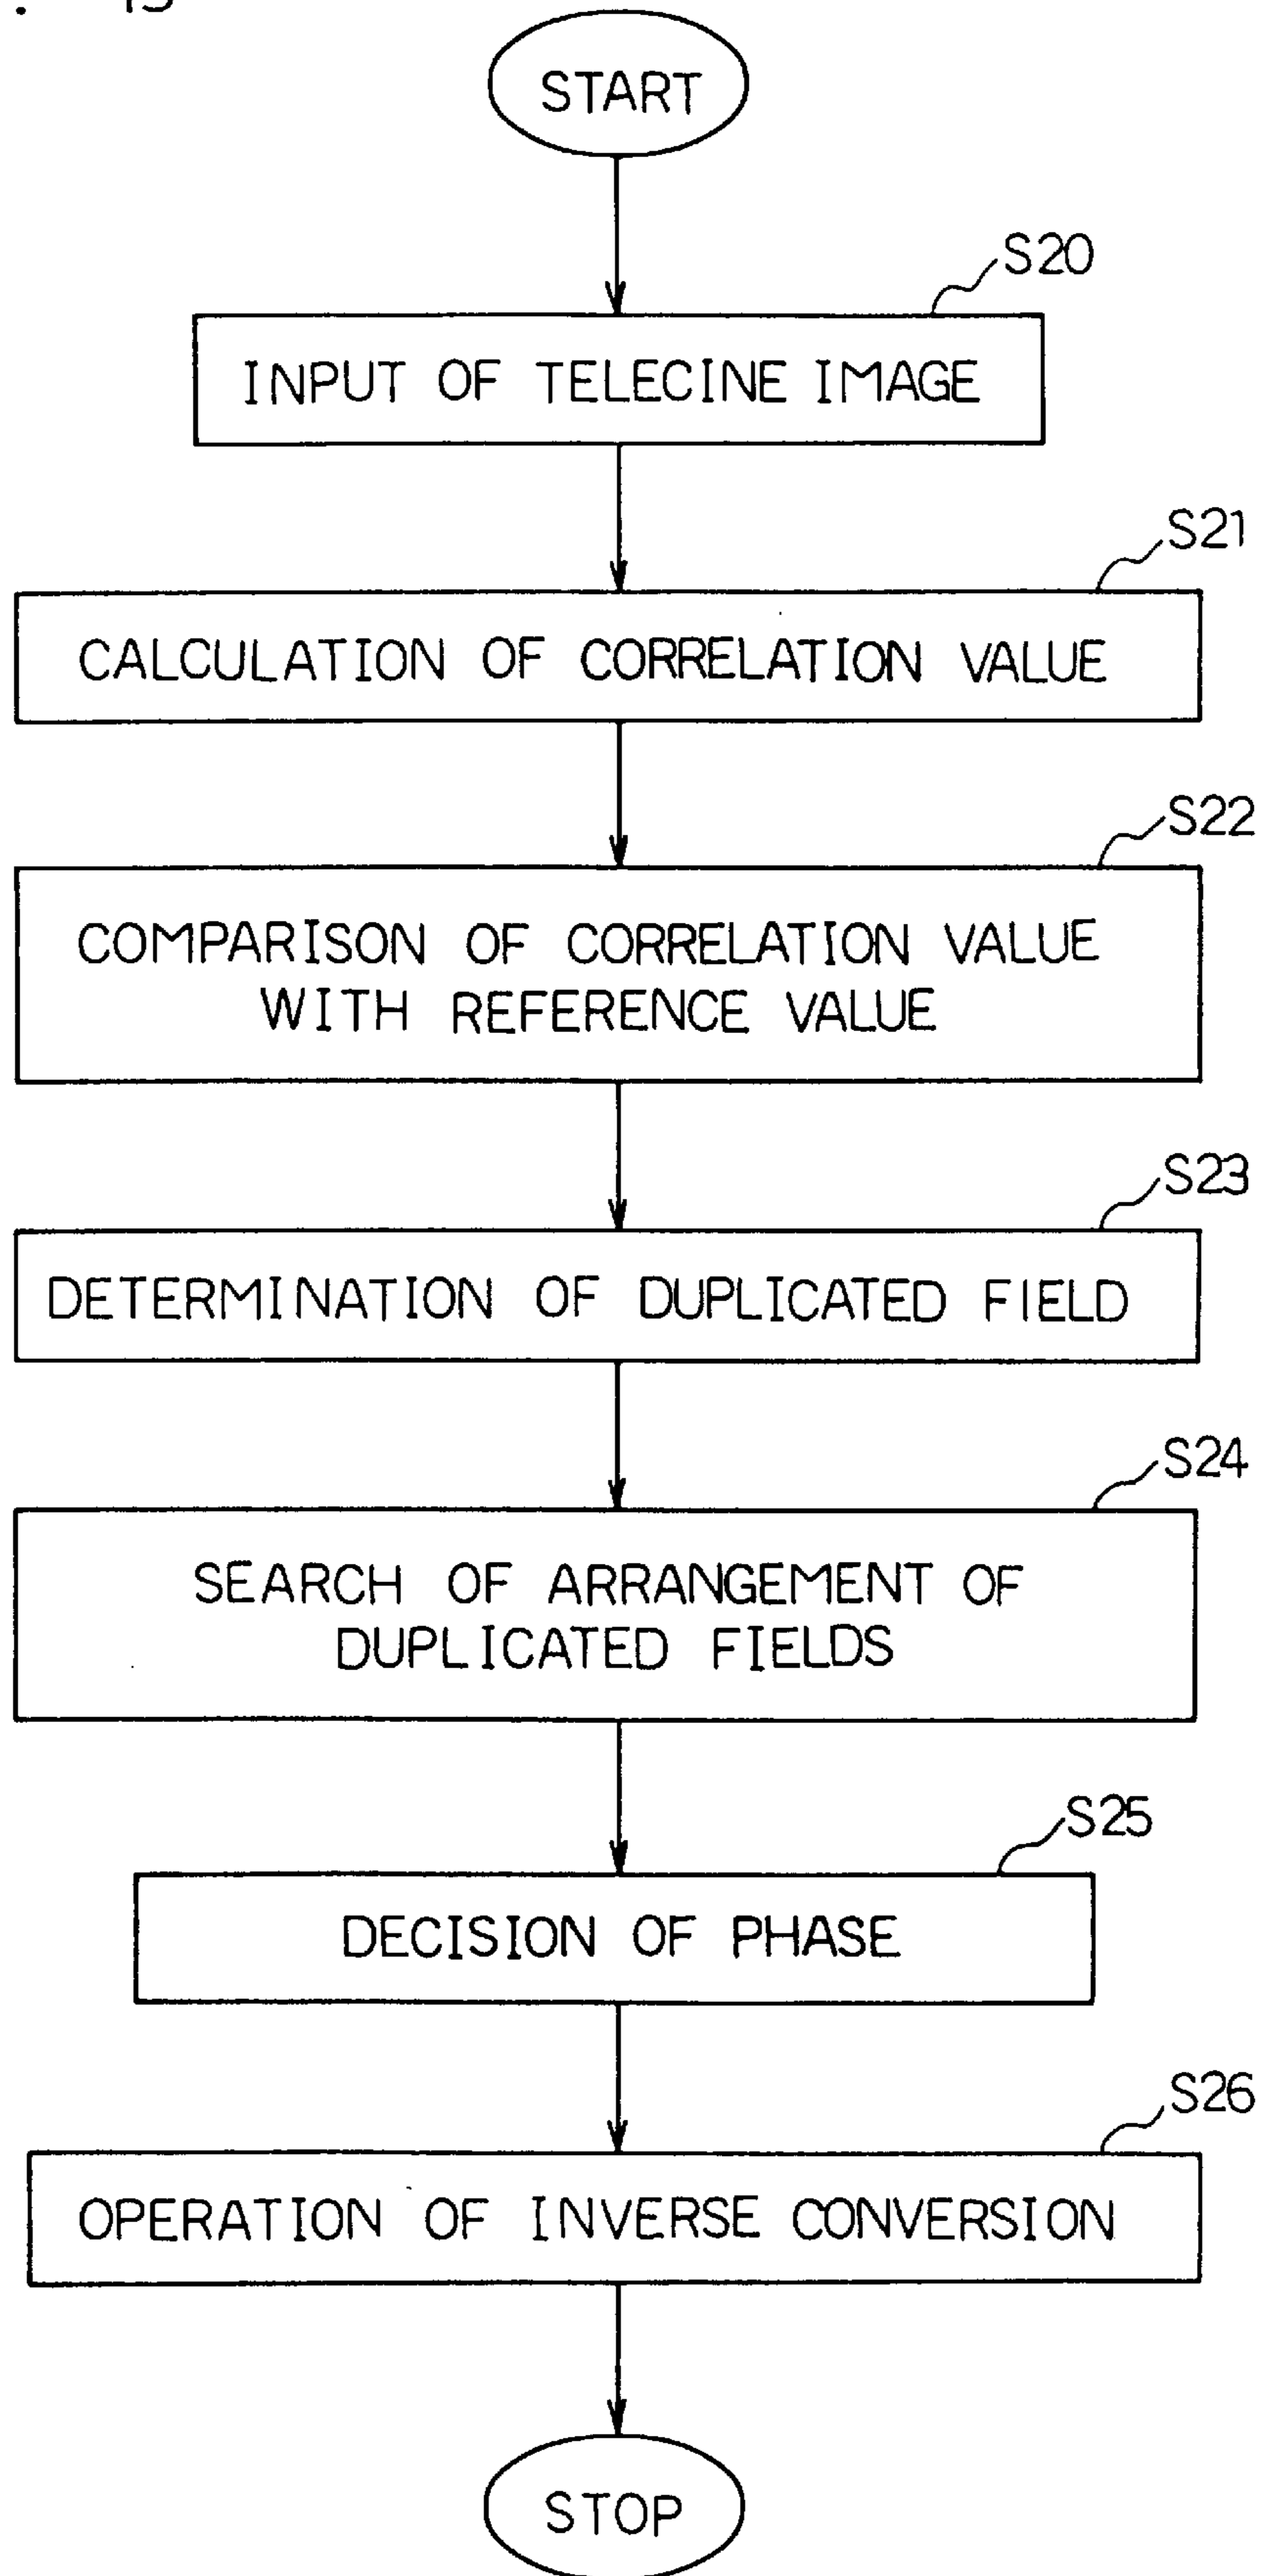 START
S20
INPUT OF TELECINE IMAGE
S21
CALCULATION OF CORRELATION VALUE
S22
COMPARISON OF CORRELATION VALUE
WITH REFERENCE VALUE
S23
DETERMINATION OF DUPLICATED FIELD
S24
SEARCH OF ARRANGEMENT OF
DUPLICATED FIELDS
S25
DECISION OF PHASE
S26
OPERATION OF INVERSE CONVERSION
STOP